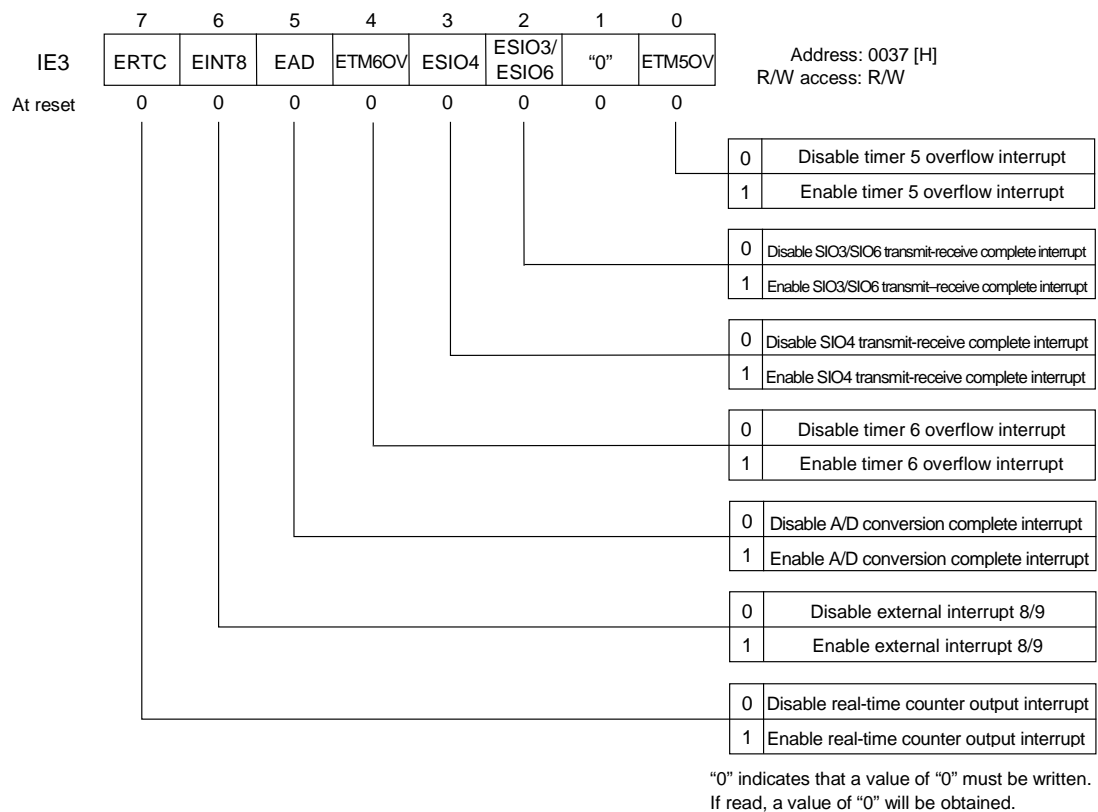 7 6 5 4 3 2 1 0
IE3 ERTC EINT8 EAD ETM6OV ESIO4 ESIO3/ ESIO6 “0” ETM5OV
Address: 0037 [H]
R/W access: R/W
At reset 0 0 0 0 0 0 0 0
0 Disable timer 5 overflow interrupt
1 Enable timer 5 overflow interrupt
0 Disable SIO3/SIO6 transmit-receive complete interrupt
1 Enable SIO3/SIO6 transmit–receive complete interrupt
0 Disable SIO4 transmit-receive complete interrupt
1 Enable SIO4 transmit-receive complete interrupt
0 Disable timer 6 overflow interrupt
1 Enable timer 6 overflow interrupt
0 Disable A/D conversion complete interrupt
1 Enable A/D conversion complete interrupt
0 Disable external interrupt 8/9
1 Enable external interrupt 8/9
0 Disable real-time counter output interrupt
1 Enable real-time counter output interrupt
“0” indicates that a value of “0” must be written.
If read, a value of “0” will be obtained.